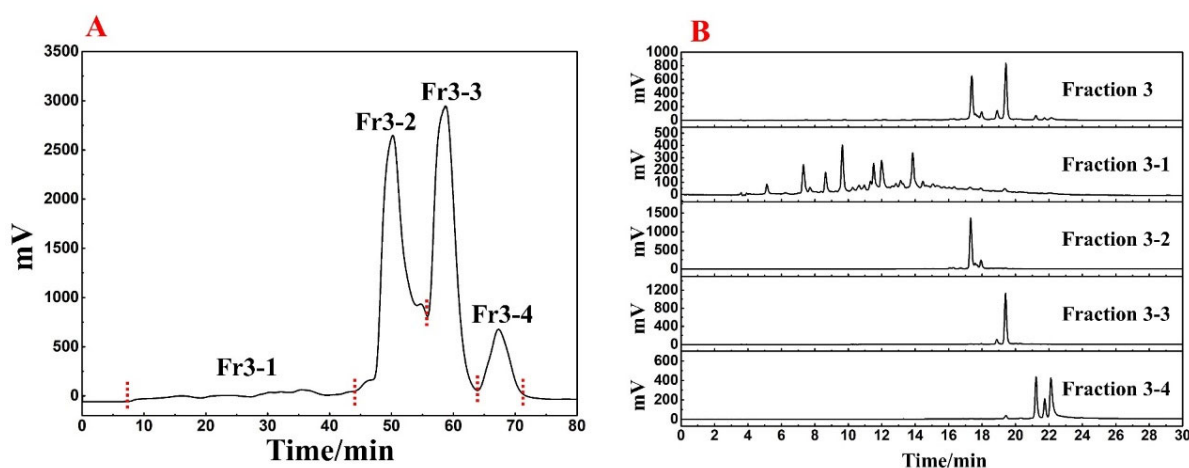 A
3500
3000
2500
2000
1500
1000
500
0
mV
Fr3-1
Fr3-2
Fr3-3
Fr3-4
0 10 20 30 40 50 60 70 80
Time/min
B
1000
800
600
400
200
0
mV
Fraction 3
500
400
300
200
100
0
mV
Fraction 3-1
1500
1000
500
0
mV
Fraction 3-2
1200
800
400
0
mV
Fraction 3-3
600
400
200
0
mV
Fraction 3-4
0 2 4 6 8 10 12 14 16 18 20 22 24 26 28 30
Time/min